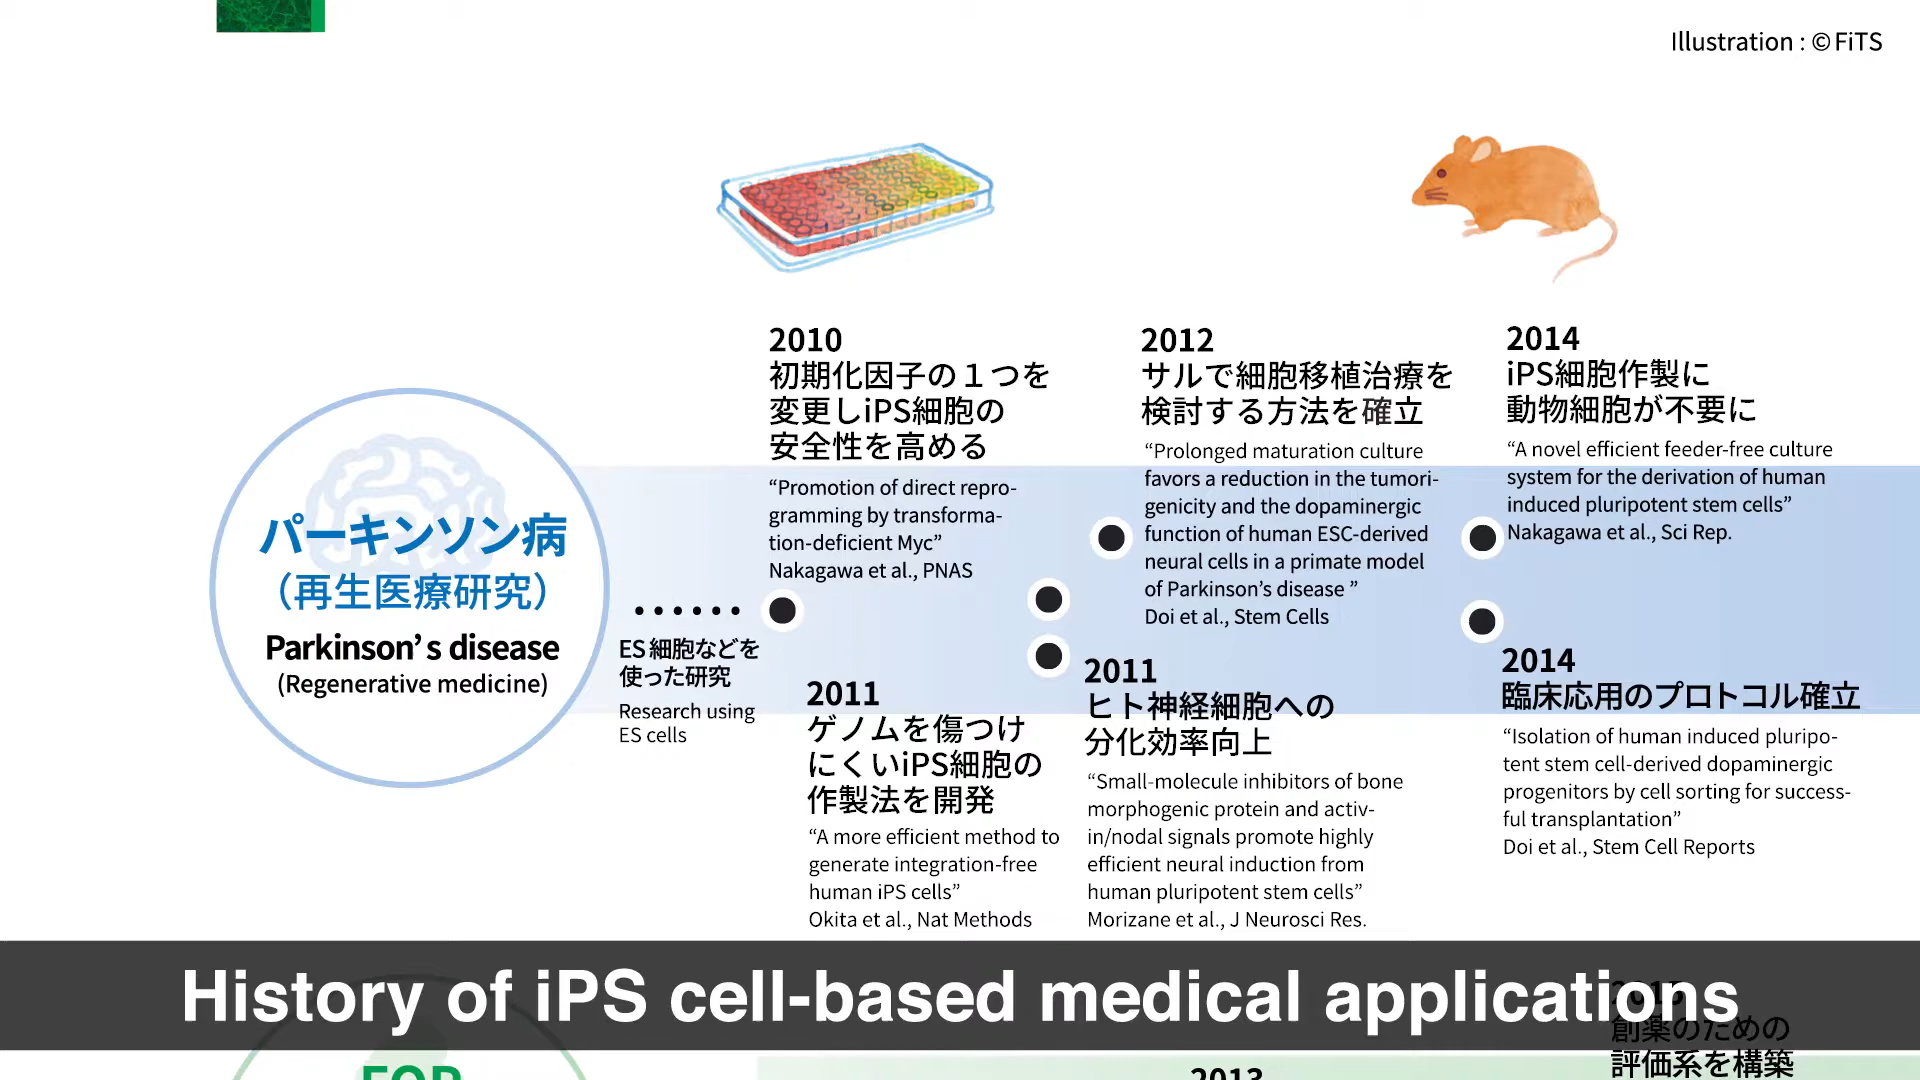 Illustration : © FiTS
2010
初期化因子の１つを
変更しiPS細胞の
安全性を高める
“Promotion of direct repro-
gramming by transforma-
tion-deficient Myc”
Nakagawa et al., PNAS
2012
サルで細胞移植治療を
検討する方法を確立
“Prolonged maturation culture
favors a reduction in the tumori-
genicity and the dopaminergic
function of human ESC-derived
neural cells in a primate model
of Parkinson’s disease ”
Doi et al., Stem Cells
2014
iPS細胞作製に
動物細胞が不要に
“A novel efficient feeder-free culture
system for the derivation of human
induced pluripotent stem cells”
Nakagawa et al., Sci Rep.
パーキンソン病
（再生医療研究）
Parkinson’ s disease
(Regenerative medicine)
ES 細胞などを
使った研究
Research using
ES cells
2011
ゲノムを傷つけ
にくいiPS細胞の
作製法を開発
“A more efficient method to
generate integration-free
human iPS cells”
Okita et al., Nat Methods
2011
ヒト神経細胞への
分化効率向上
“Small-molecule inhibitors of bone
morphogenic protein and activ-
in/nodal signals promote highly
efficient neural induction from
human pluripotent stem cells”
Morizane et al., J Neurosci Res.
2014
臨床応用のプロトコル確立
“Isolation of human induced pluripo-
tent stem cell-derived dopaminergic
progenitors by cell sorting for success-
ful transplantation”
Doi et al., Stem Cell Reports
History of iPS cell-based medical applications
創薬のための
評価系を構築
FOP
2013